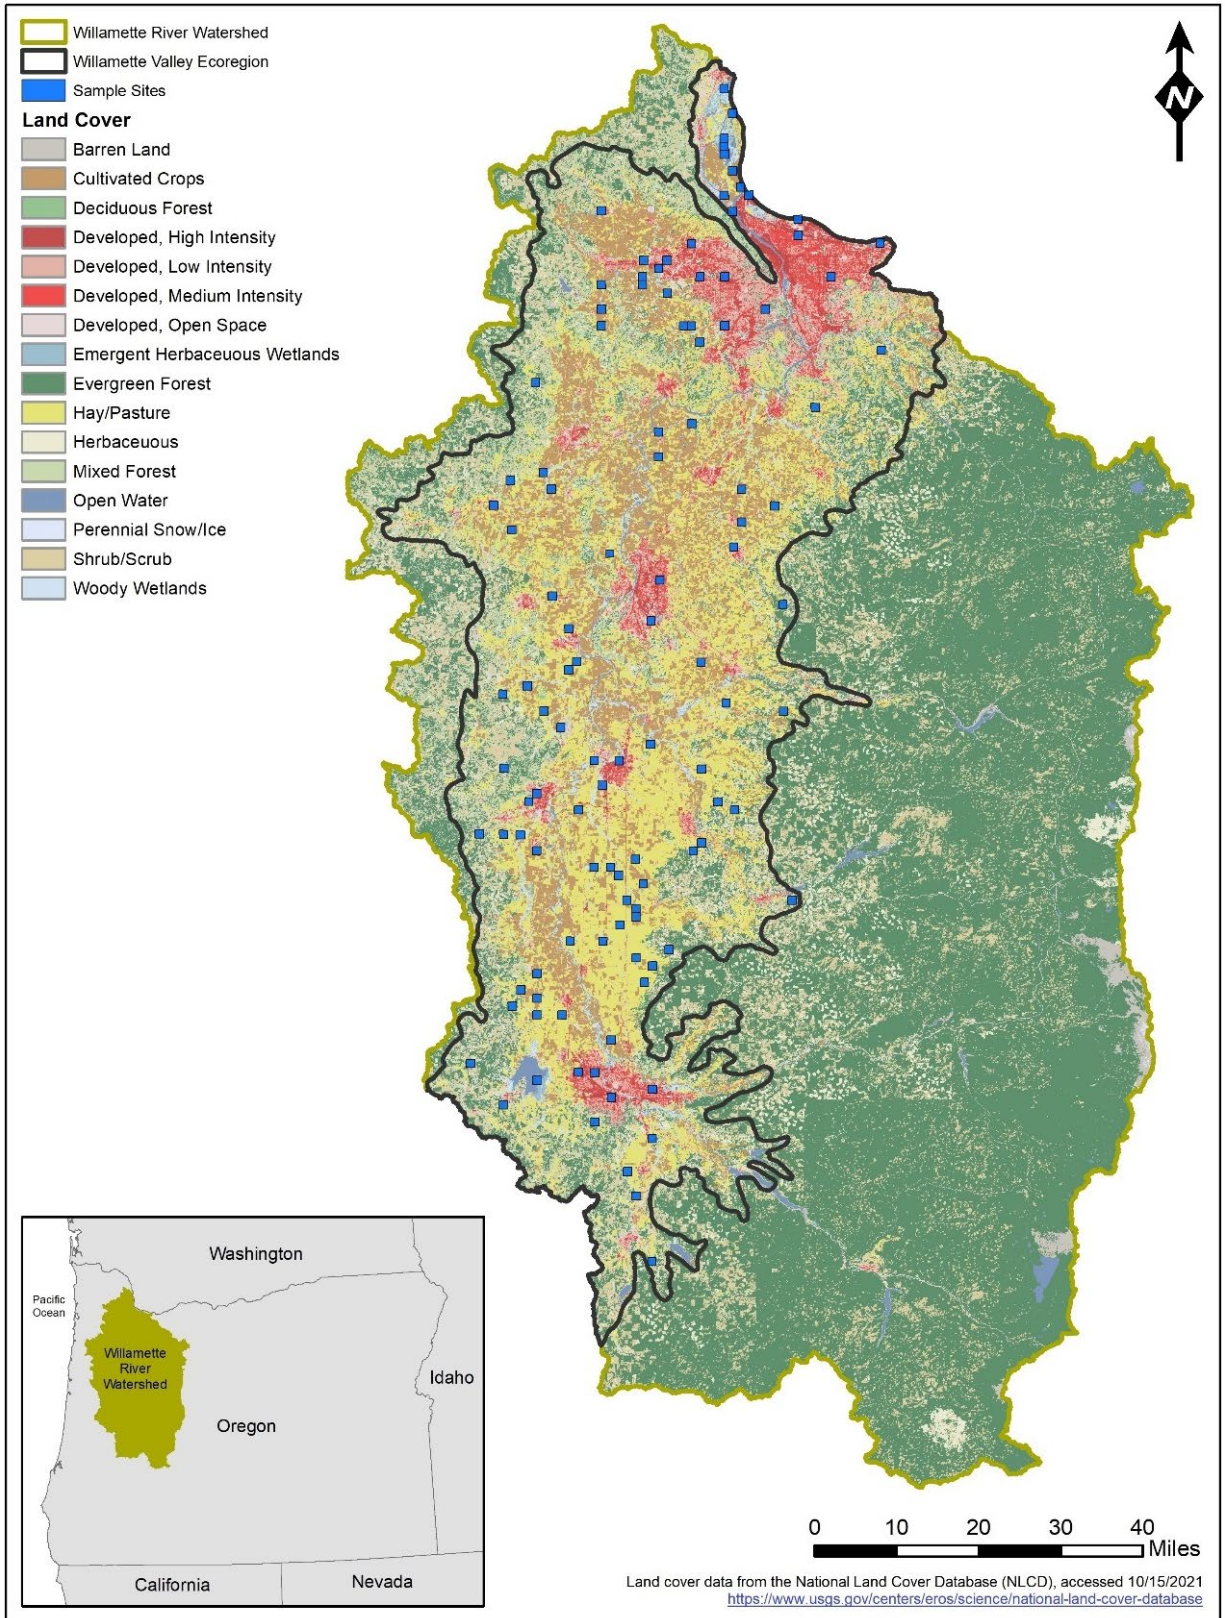 Willamette River Watershed
Willamette Valley Ecoregion
Sample Sites
Land Cover
Barren Land
Cultivated Crops
Deciduous Forest
Developed, High Intensity
Developed, Low Intensity
Developed, Medium Intensity
Developed, Open Space
Emergent Herbaceuous Wetlands
Evergreen Forest
Hay/Pasture
Herbaceuous
Mixed Forest
Open Water
Perennial Snow/Ice
Shrub/Scrub
Woody Wetlands
N
Washington
Pacific
Ocean
Willamette
River
Watershed
Idaho
Oregon
California
Nevada
0 10 20 30 40
Miles
Land cover data from the National Land Cover Database (NLCD), accessed 10/15/2021
https://www.usgs.gov/centers/eros/science/national-land-cover-database